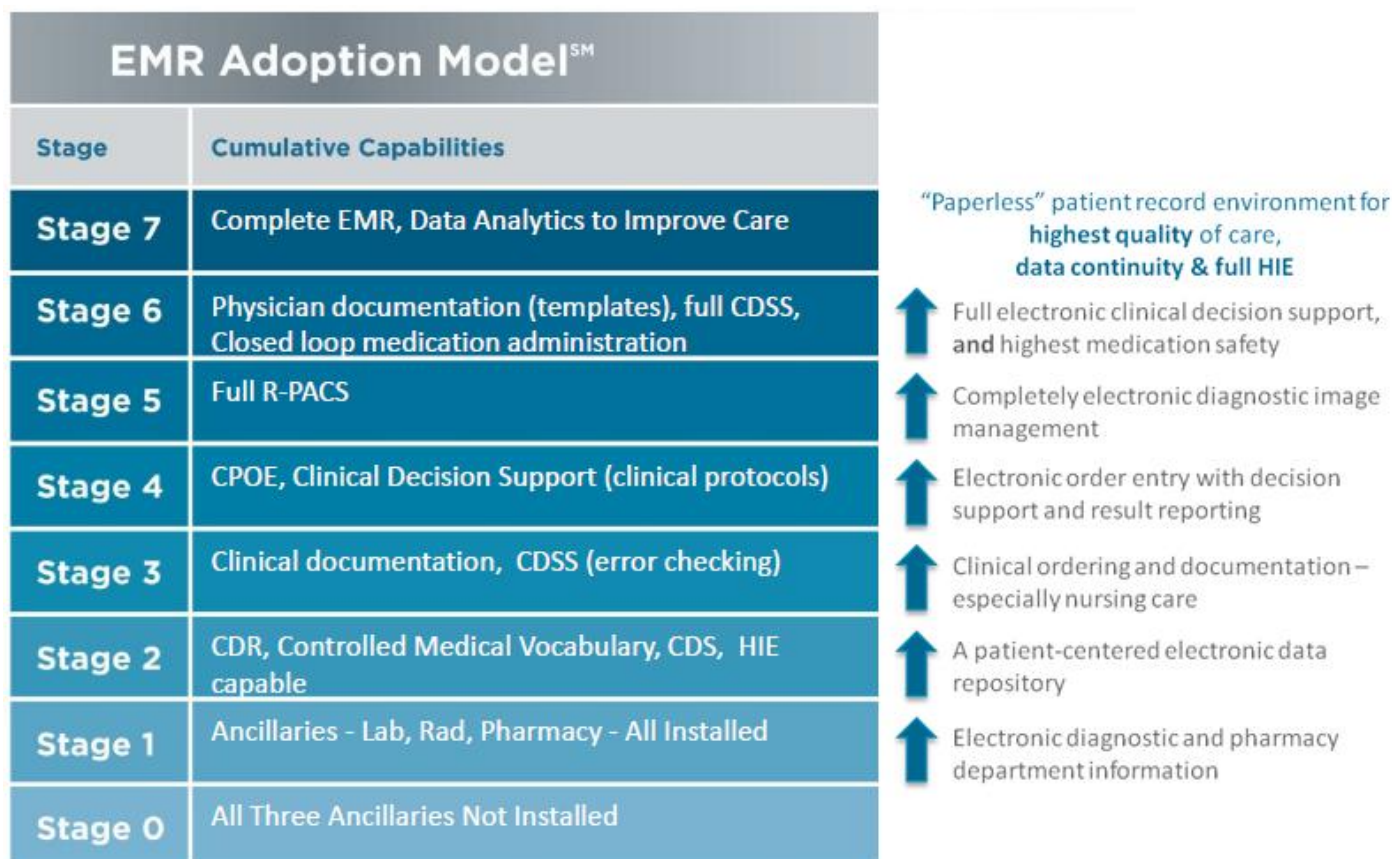 EMR Adoption Model℠
Stage Cumulative Capabilities
Stage 7 Complete EMR, Data Analytics to Improve Care
"Paperless" patient record environment for
highest quality of care,
data continuity & full HIE
Stage 6 Physician documentation (templates), full CDSS,
Closed loop medication administration
Full electronic clinical decision support,
and highest medication safety
Stage 5 Full R-PACS
Completely electronic diagnostic image
management
Stage 4 CPOE, Clinical Decision Support (clinical protocols)
Electronic order entry with decision
support and result reporting
Stage 3 Clinical documentation, CDSS (error checking)
Clinical ordering and documentation –
especially nursing care
Stage 2 CDR, Controlled Medical Vocabulary, CDS, HIE
capable
A patient-centered electronic data
repository
Stage 1 Ancillaries - Lab, Rad, Pharmacy - All Installed
Electronic diagnostic and pharmacy
department information
Stage 0 All Three Ancillaries Not Installed